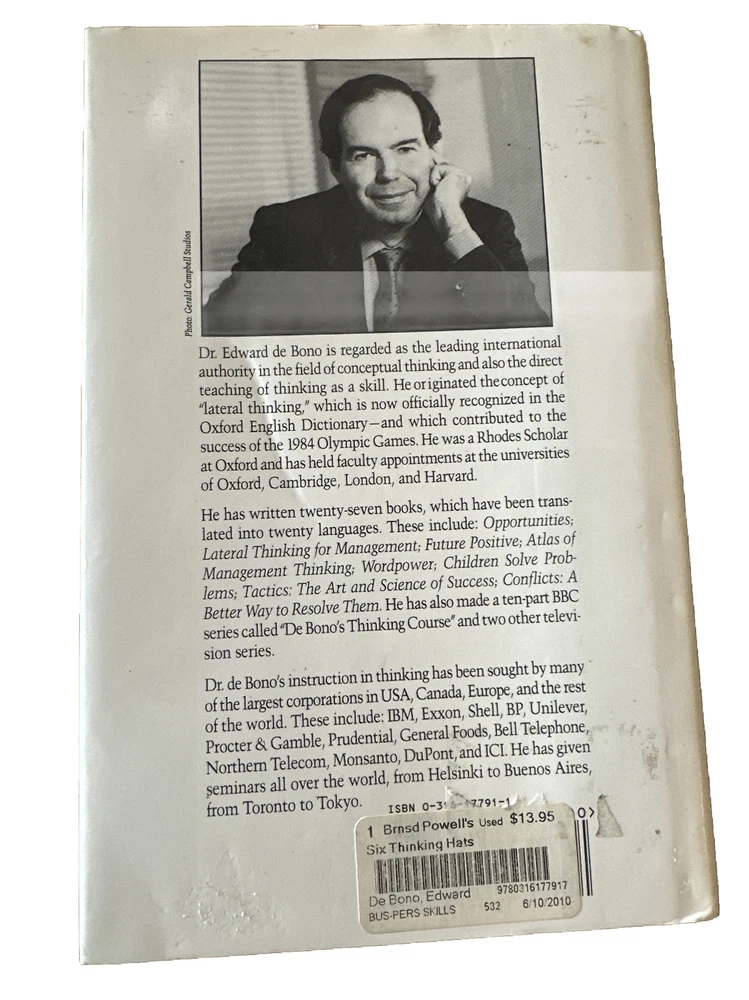 Photo: Gerald Campbell Studios
Dr. Edward de Bono is regarded as the leading international
authority in the field of conceptual thinking and also the direct
teaching of thinking as a skill. He originated the concept of
“lateral thinking,” which is now officially recognized in the
Oxford English Dictionary—and which contributed to the
success of the 1984 Olympic Games. He was a Rhodes Scholar
at Oxford and has held faculty appointments at the universities
of Oxford, Cambridge, London, and Harvard.
He has written twenty-seven books, which have been trans-
lated into twenty languages. These include: Opportunities;
Lateral Thinking for Management; Future Positive; Atlas of
Management Thinking; Wordpower; Children Solve Prob-
lems; Tactics: The Art and Science of Success; Conflicts: A
Better Way to Resolve Them. He has also made a ten-part BBC
series called “De Bono's Thinking Course” and two other televi-
sion series.
Dr. de Bono's instruction in thinking has been sought by many
of the largest corporations in USA, Canada, Europe, and the rest
of the world. These include: IBM, Exxon, Shell, BP, Unilever,
Procter & Gamble, Prudential, General Foods, Bell Telephone,
Northern Telecom, Monsanto, DuPont, and ICI. He has given
seminars all over the world, from Helsinki to Buenos Aires,
from Toronto to Tokyo.
ISBN
1 Brnsd Powell's Used $13.95
0>
Six Thinking Hats
De Bono, Edward 9780316177917
BUS-PERS SKILLS 532 6/10/2010